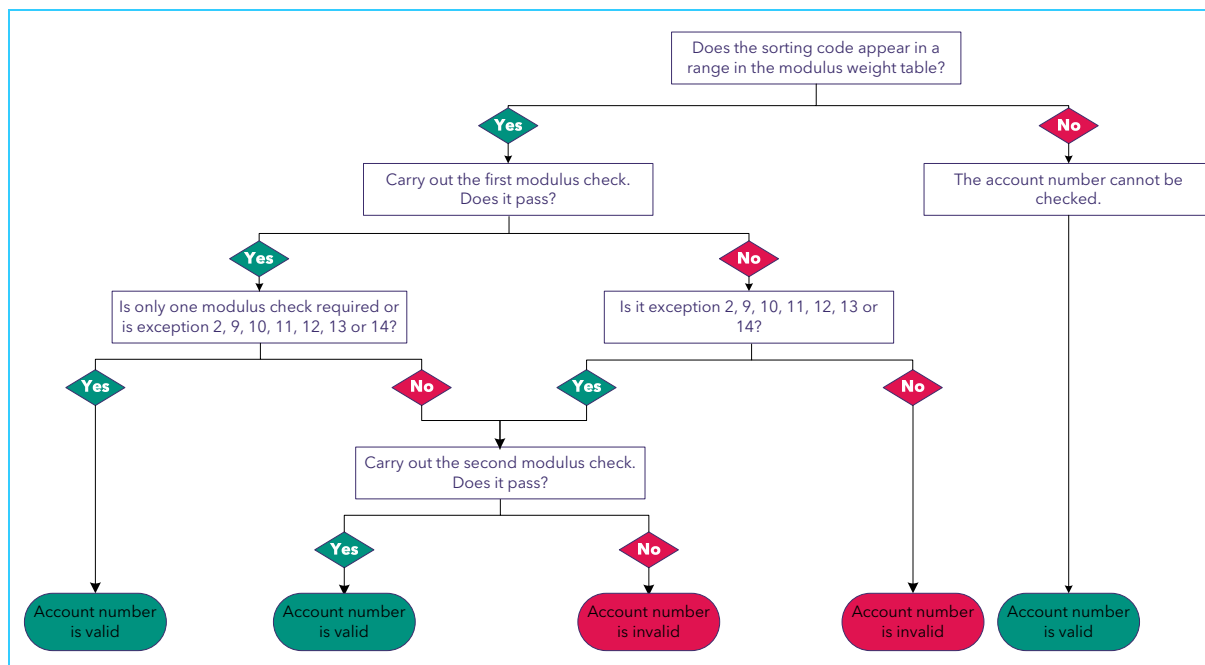 Does the sorting code appear in a
range in the modulus weight table?
Yes
No
Carry out the first modulus check.
Does it pass?
The account number cannot be
checked.
Yes
No
Is only one modulus check required or
is exception 2, 9, 10, 11, 12, 13 or 14?
Is it exception 2, 9, 10, 11, 12, 13 or
14?
Yes
No
Yes
No
Carry out the second modulus check.
Does it pass?
Yes
No
Account number
is valid
Account number
is valid
Account number
is invalid
Account number
is invalid
Account number
is valid